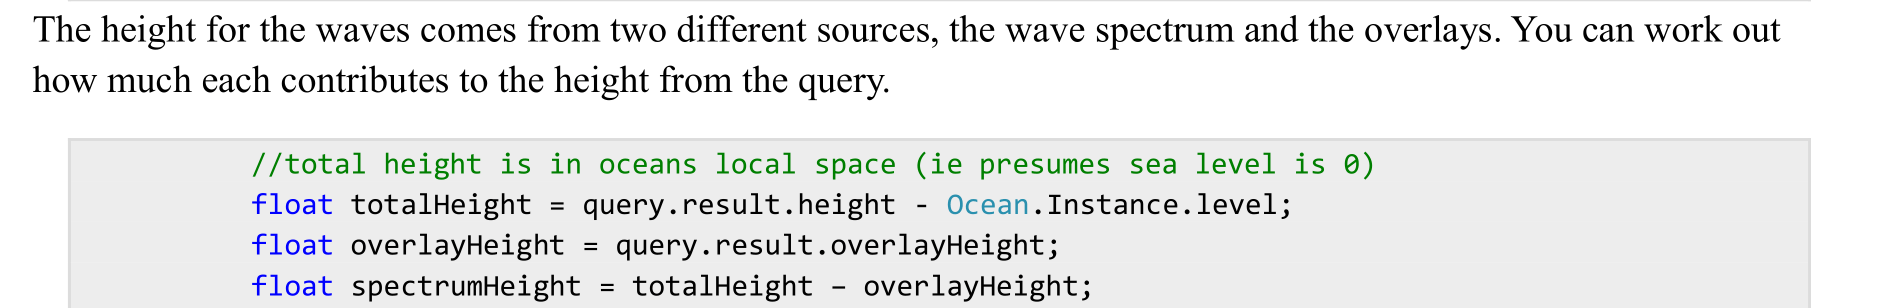 The height for the waves comes from two different sources, the wave spectrum and the overlays. You can work out
how much each contributes to the height from the query.
//total height is in oceans local space (ie presumes sea level is 0)
float totalHeight = query.result.height - Ocean.Instance.level;
float overlayHeight = query.result.overlayHeight;
float spectrumHeight = totalHeight – overlayHeight;